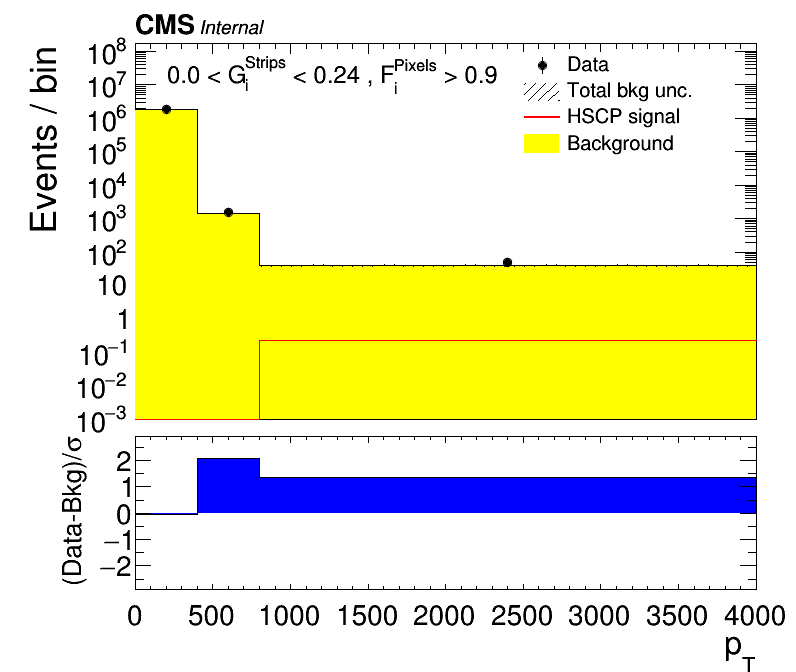 CMS Internal
0.0 < G_i^Strips < 0.24 , F_i^Pixels > 0.9
Data
Total bkg unc.
HSCP signal
Background
Events / bin
10^8
10^7
10^6
10^5
10^4
10^3
10^2
10
1
10^−1
10^−2
10^−3
(Data-Bkg)/σ
2
1
0
−1
−2
0 500 1000 1500 2000 2500 3000 3500 4000
p_T